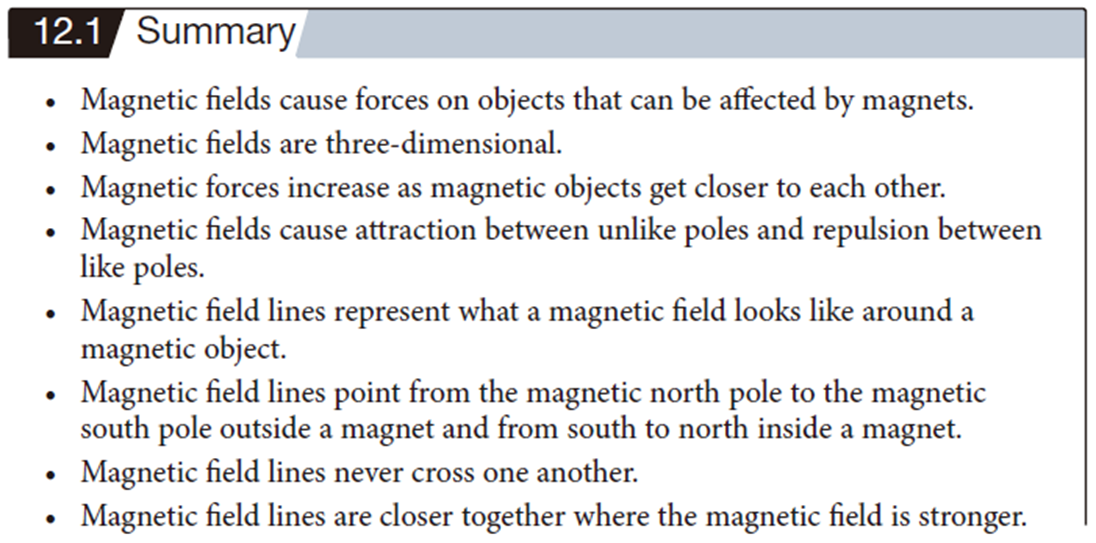 12.1 Summary
• Magnetic fields cause forces on objects that can be affected by magnets.
• Magnetic fields are three-dimensional.
• Magnetic forces increase as magnetic objects get closer to each other.
• Magnetic fields cause attraction between unlike poles and repulsion between
like poles.
• Magnetic field lines represent what a magnetic field looks like around a
magnetic object.
• Magnetic field lines point from the magnetic north pole to the magnetic
south pole outside a magnet and from south to north inside a magnet.
• Magnetic field lines never cross one another.
• Magnetic field lines are closer together where the magnetic field is stronger.